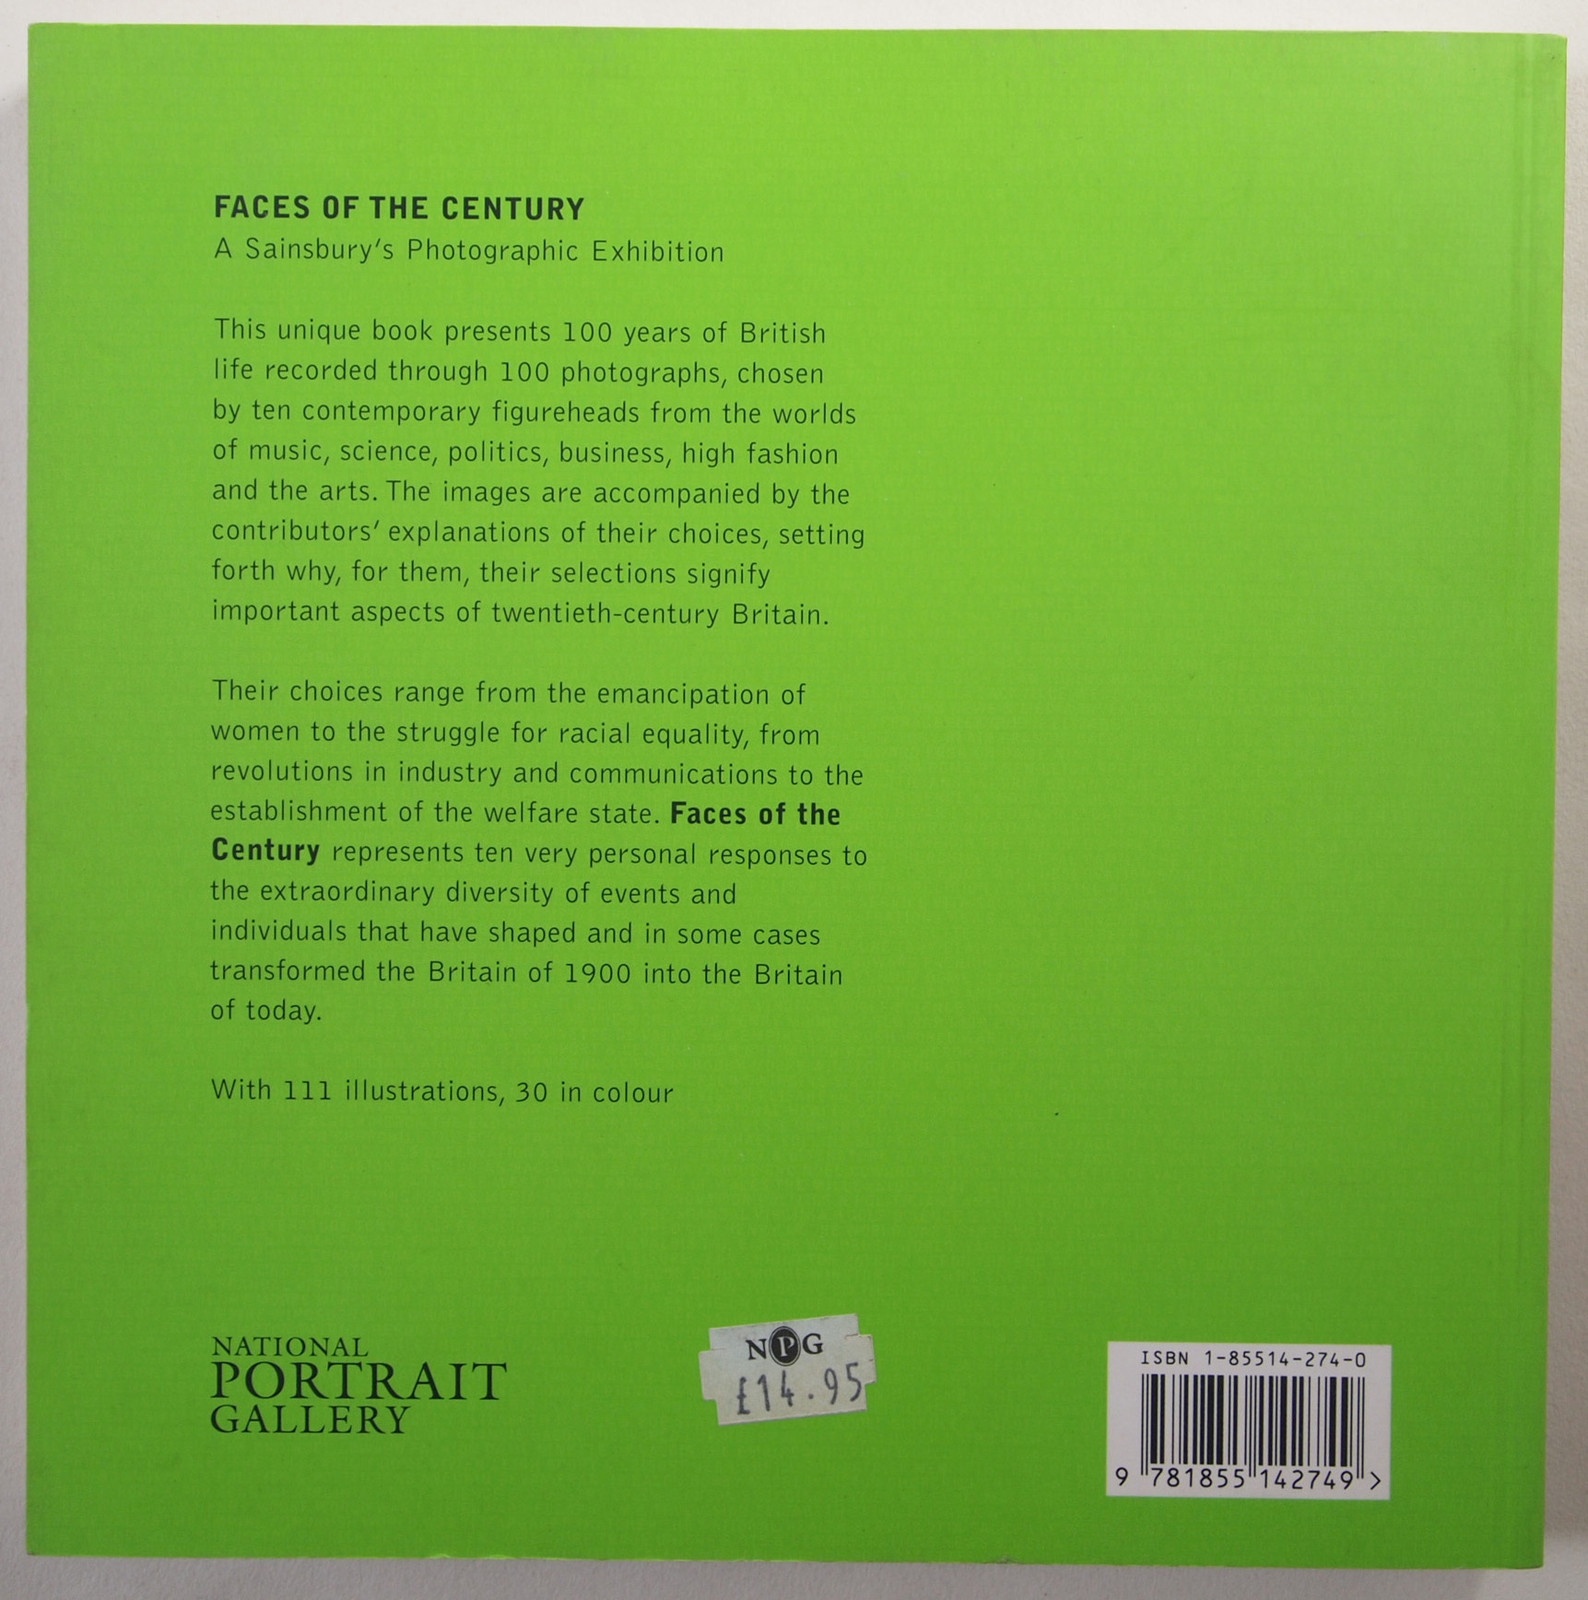 FACES OF THE CENTURY
A Sainsbury's Photographic Exhibition
This unique book presents 100 years of British
life recorded through 100 photographs, chosen
by ten contemporary figureheads from the worlds
of music, science, politics, business, high fashion
and the arts. The images are accompanied by the
contributors' explanations of their choices, setting
forth why, for them, their selections signify
important aspects of twentieth-century Britain.
Their choices range from the emancipation of
women to the struggle for racial equality, from
revolutions in industry and communications to the
establishment of the welfare state. Faces of the
Century represents ten very personal responses to
the extraordinary diversity of events and
individuals that have shaped and in some cases
transformed the Britain of 1900 into the Britain
of today.
With 111 illustrations, 30 in colour
NATIONAL
PORTRAIT
GALLERY
NPG
£14.95
ISBN 1-85514-274-0
9 781855 142749 >